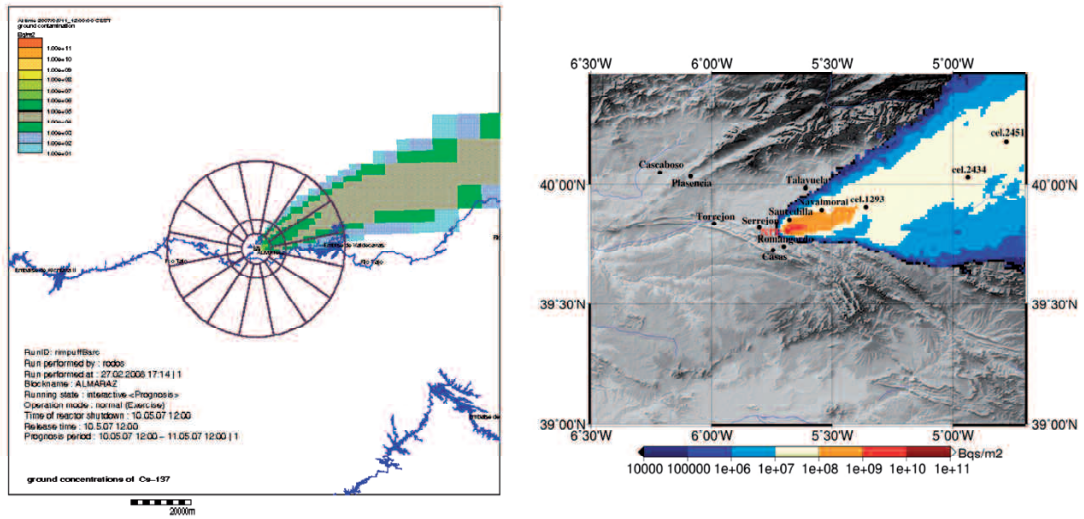 ground contamination
Bq/m2
1.00e+11
1.00e+10
1.00e+09
1.00e+08
1.00e+07
1.00e+06
1.00e+05
1.00e+04
1.00e+03
1.00e+02
1.00e+01
Rio Tajo
Rio Tajo
RunID: rimpuffBarc
Run performed by : rodos
Run performed at : 27.02.2008 17:14 | 1
Blockname : ALMARAZ
Running state : interactive <Prognosis>
Operation mode : normal (Exercise)
Time of reactor shutdown : 10.05.07 12:00
Release time : 10.5.07 12:00
Prognosis period : 10.05.07 12:00 - 11.05.07 12:00 | 1
ground concentrations of Cs-137
20000m
6°30'W 6°00'W 5°30'W 5°00'W
cel.2451
Cascaboso
Plasencia
cel.2434
Talayuela
40°00'N 40°00'N
cel.1293
Navalmoral
Saucedilla
Torrejon
Serrejon
Romangordo
Casas
39°30'N 39°30'N
39°00'N 39°00'N
6°30'W 6°00'W 5°30'W 5°00'W
Bqs/m2
10000 100000 1e+06 1e+07 1e+08 1e+09 1e+10 1e+11